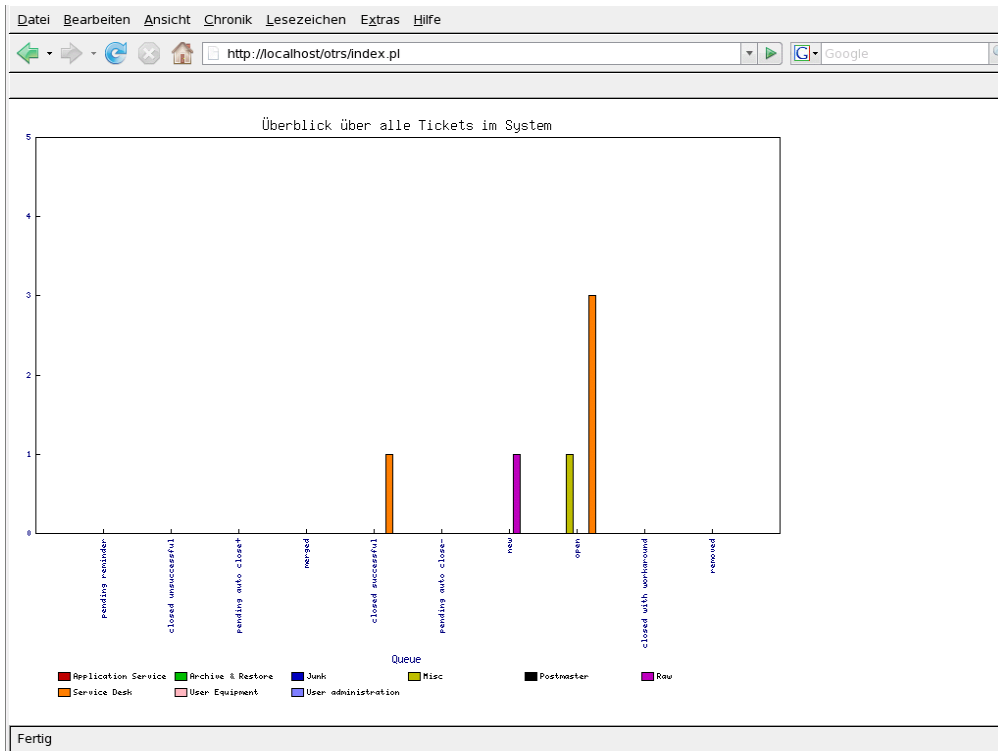 Datei Bearbeiten Ansicht Chronik Lesezeichen Extras Hilfe
http://localhost/otrs/index.pl
G Google
Überblick über alle Tickets im System
5
4
3
2
1
0
pending reminder
closed unsuccessful
pending auto close+
merged
closed successful
pending auto close-
new
open
closed with workaround
removed
Queue
Application Service Archive & Restore Junk Misc Postmaster Raw
Service Desk User Equipment User administration
Fertig